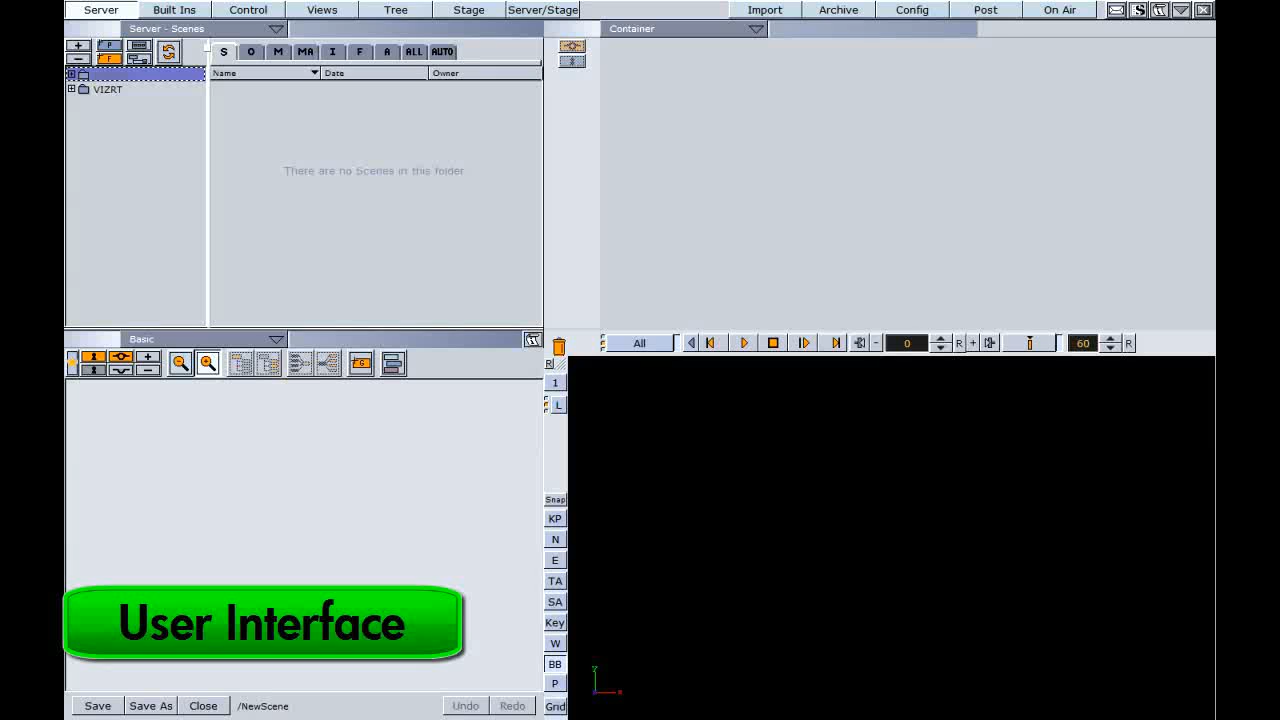 Server Built Ins Control Views Tree Stage Server/Stage Import Archive Config Post On Air
Server - Scenes Container
S O M MA I F A ALL AUTO
Name Date Owner
VIZRT
There are no Scenes in this folder
Basic
All 0 R 60 R
R
1
L
Snap
KP
N
E
TA
SA
Key
W
BB
P
Grid
User Interface
Y
X
Save Save As Close /NewScene Undo Redo